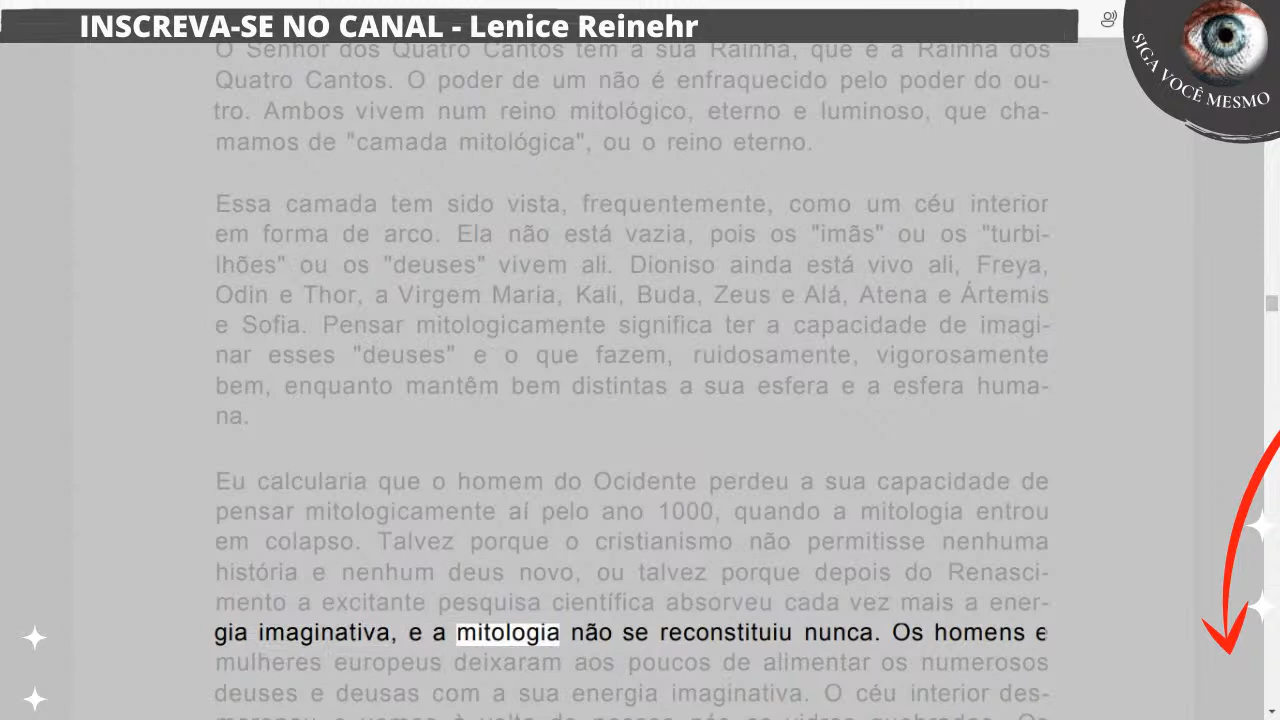 INSCREVA-SE NO CANAL - Lenice Reinehr
SIGA VOCÊ MESMO
O Senhor dos Quatro Cantos tem a sua Rainha, que é a Rainha dos
Quatro Cantos. O poder de um não é enfraquecido pelo poder do ou-
tro. Ambos vivem num reino mitológico, eterno e luminoso, que cha-
mamos de "camada mitológica", ou o reino eterno.
Essa camada tem sido vista, frequentemente, como um céu interior
em forma de arco. Ela não está vazia, pois os "imãs" ou os "turbi-
lhões" ou os "deuses" vivem ali. Dioniso ainda está vivo ali, Freya,
Odin e Thor, a Virgem Maria, Kali, Buda, Zeus e Alá, Atena e Ártemis
e Sofia. Pensar mitologicamente significa ter a capacidade de imagi-
nar esses "deuses" e o que fazem, ruidosamente, vigorosamente
bem, enquanto mantêm bem distintas a sua esfera e a esfera huma-
na.
Eu calcularia que o homem do Ocidente perdeu a sua capacidade de
pensar mitologicamente aí pelo ano 1000, quando a mitologia entrou
em colapso. Talvez porque o cristianismo não permitisse nenhuma
história e nenhum deus novo, ou talvez porque depois do Renasci-
mento a excitante pesquisa científica absorveu cada vez mais a ener-
gia imaginativa, e a mitologia não se reconstituiu nunca. Os homens e
mulheres europeus deixaram aos poucos de alimentar os numerosos
deuses e deusas com a sua energia imaginativa. O céu interior des-